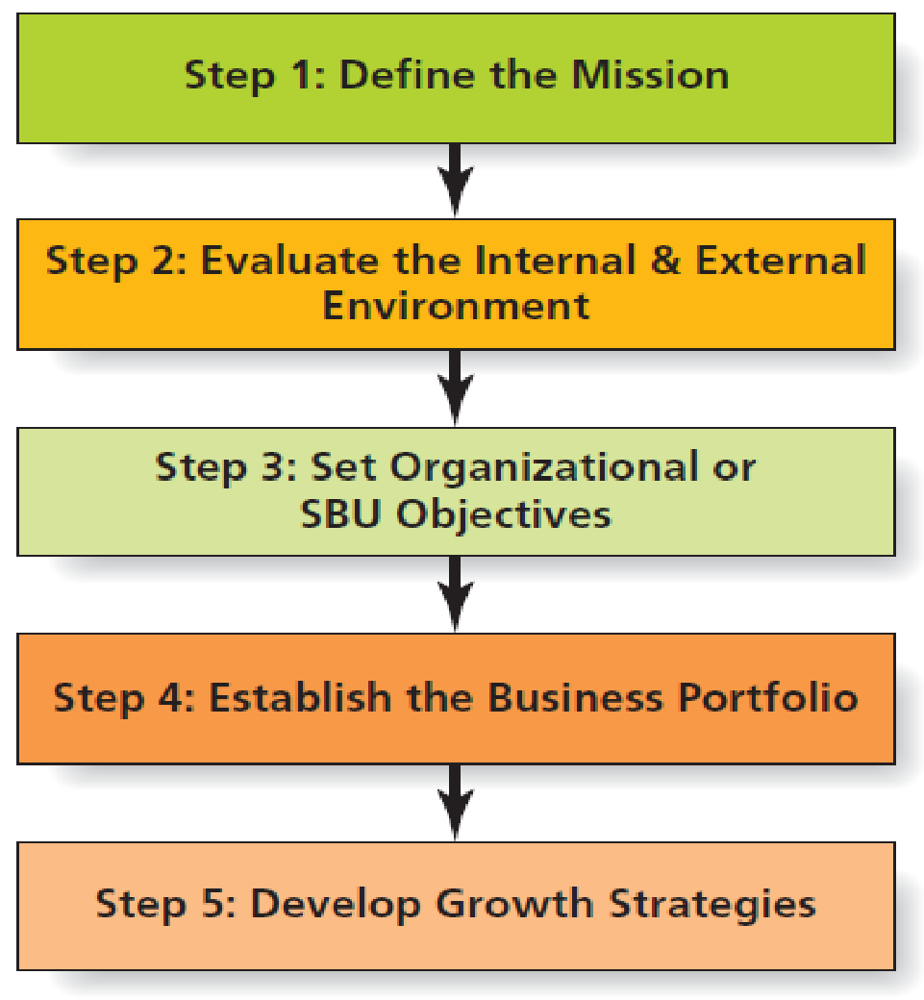 Step 1: Define the Mission
Step 2: Evaluate the Internal & External
Environment
Step 3: Set Organizational or
SBU Objectives
Step 4: Establish the Business Portfolio
Step 5: Develop Growth Strategies